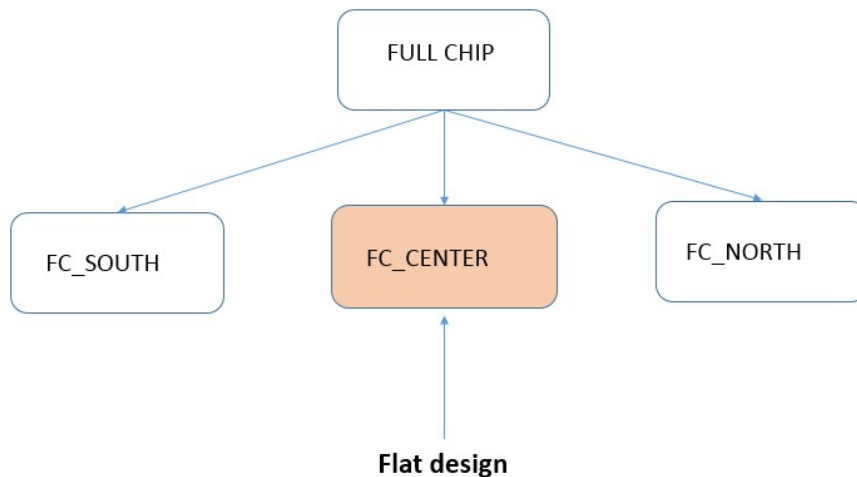 FULL CHIP
FC_SOUTH
FC_CENTER
FC_NORTH
Flat design